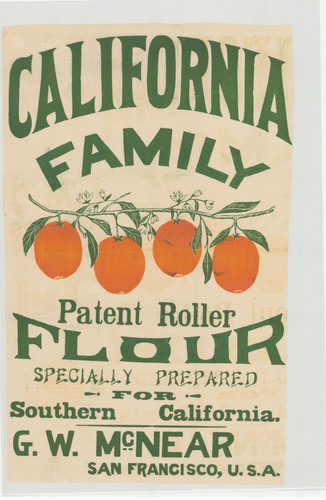 CALIFORNIA
FAMILY
Patent Roller
FLOUR
SPECIALLY PREPARED
FOR
Southern California.
G. W. McNEAR
SAN FRANCISCO, U.S.A.